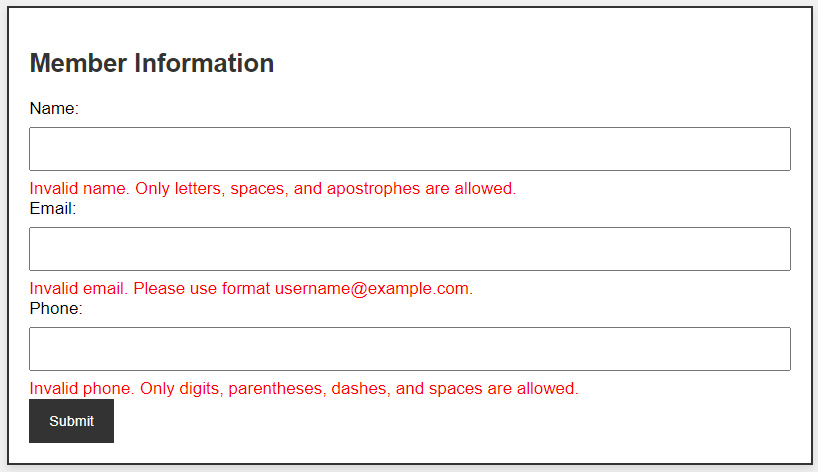 Member Information
Name:
Invalid name. Only letters, spaces, and apostrophes are allowed.
Email:
Invalid email. Please use format username@example.com.
Phone:
Invalid phone. Only digits, parentheses, dashes, and spaces are allowed.
Submit